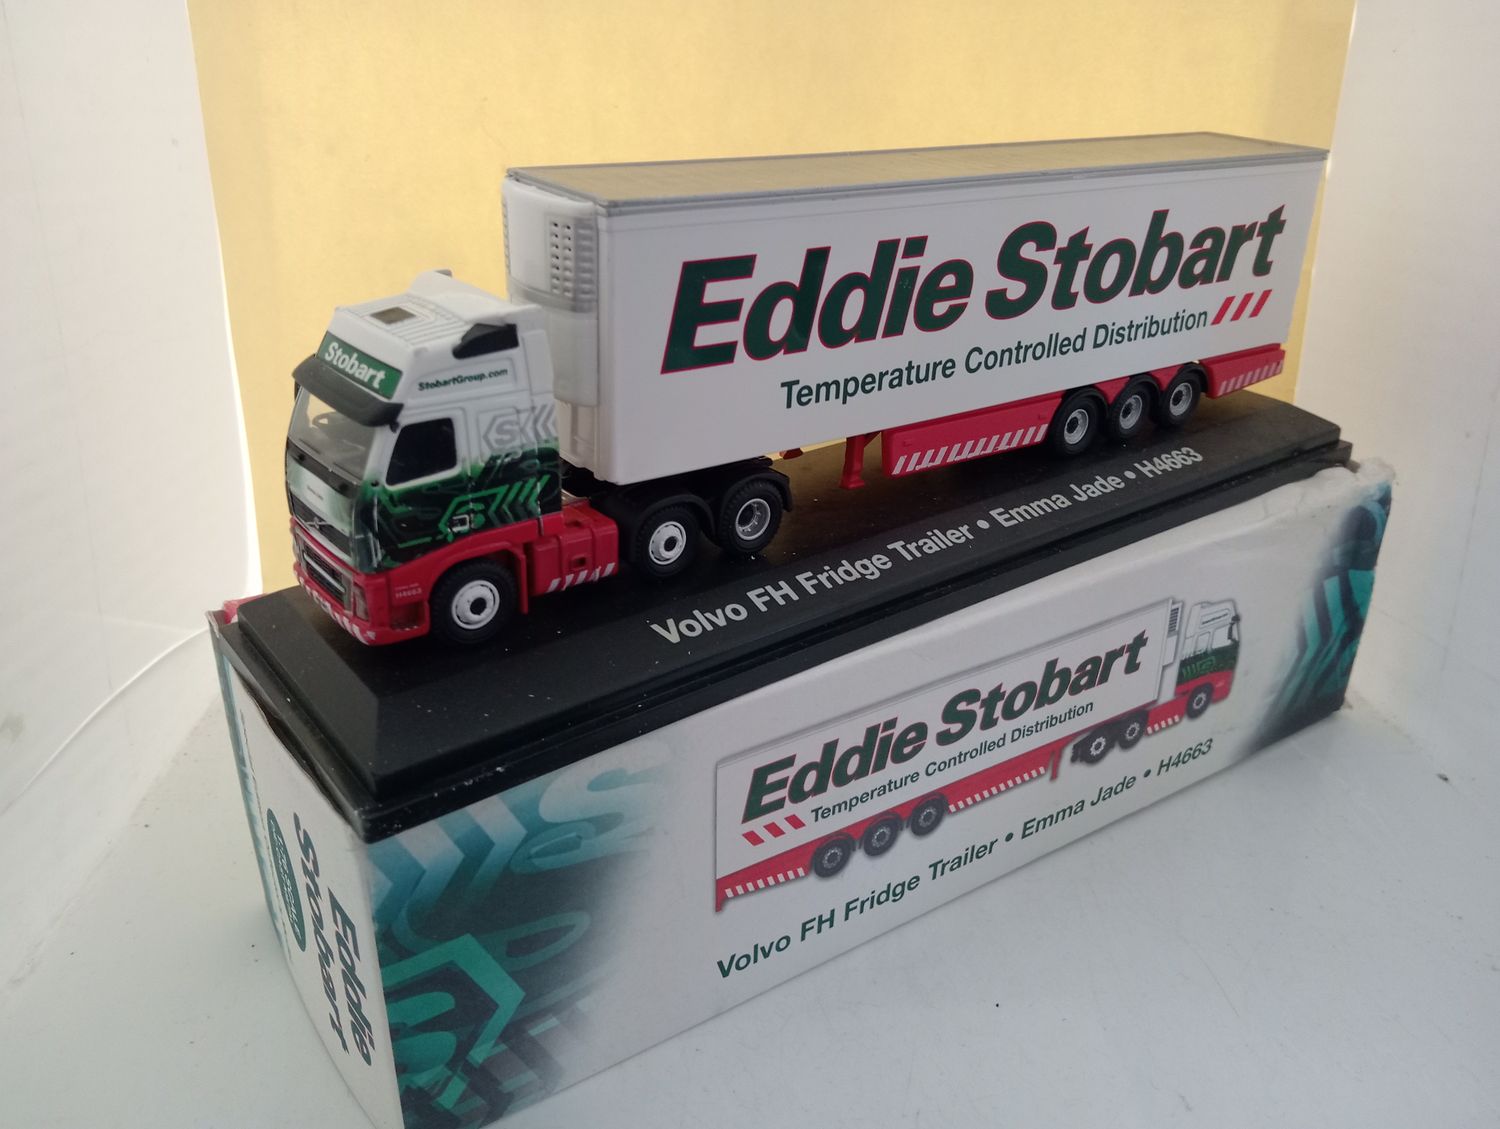 Eddie Stobart
Temperature Controlled Distribution
Stobart
StobartGroup.com
H4663
Volvo FH Fridge Trailer • Emma Jade • H4663
Eddie Stobart
Temperature Controlled Distribution
Volvo FH Fridge Trailer • Emma Jade • H4663
Eddie
Stobart